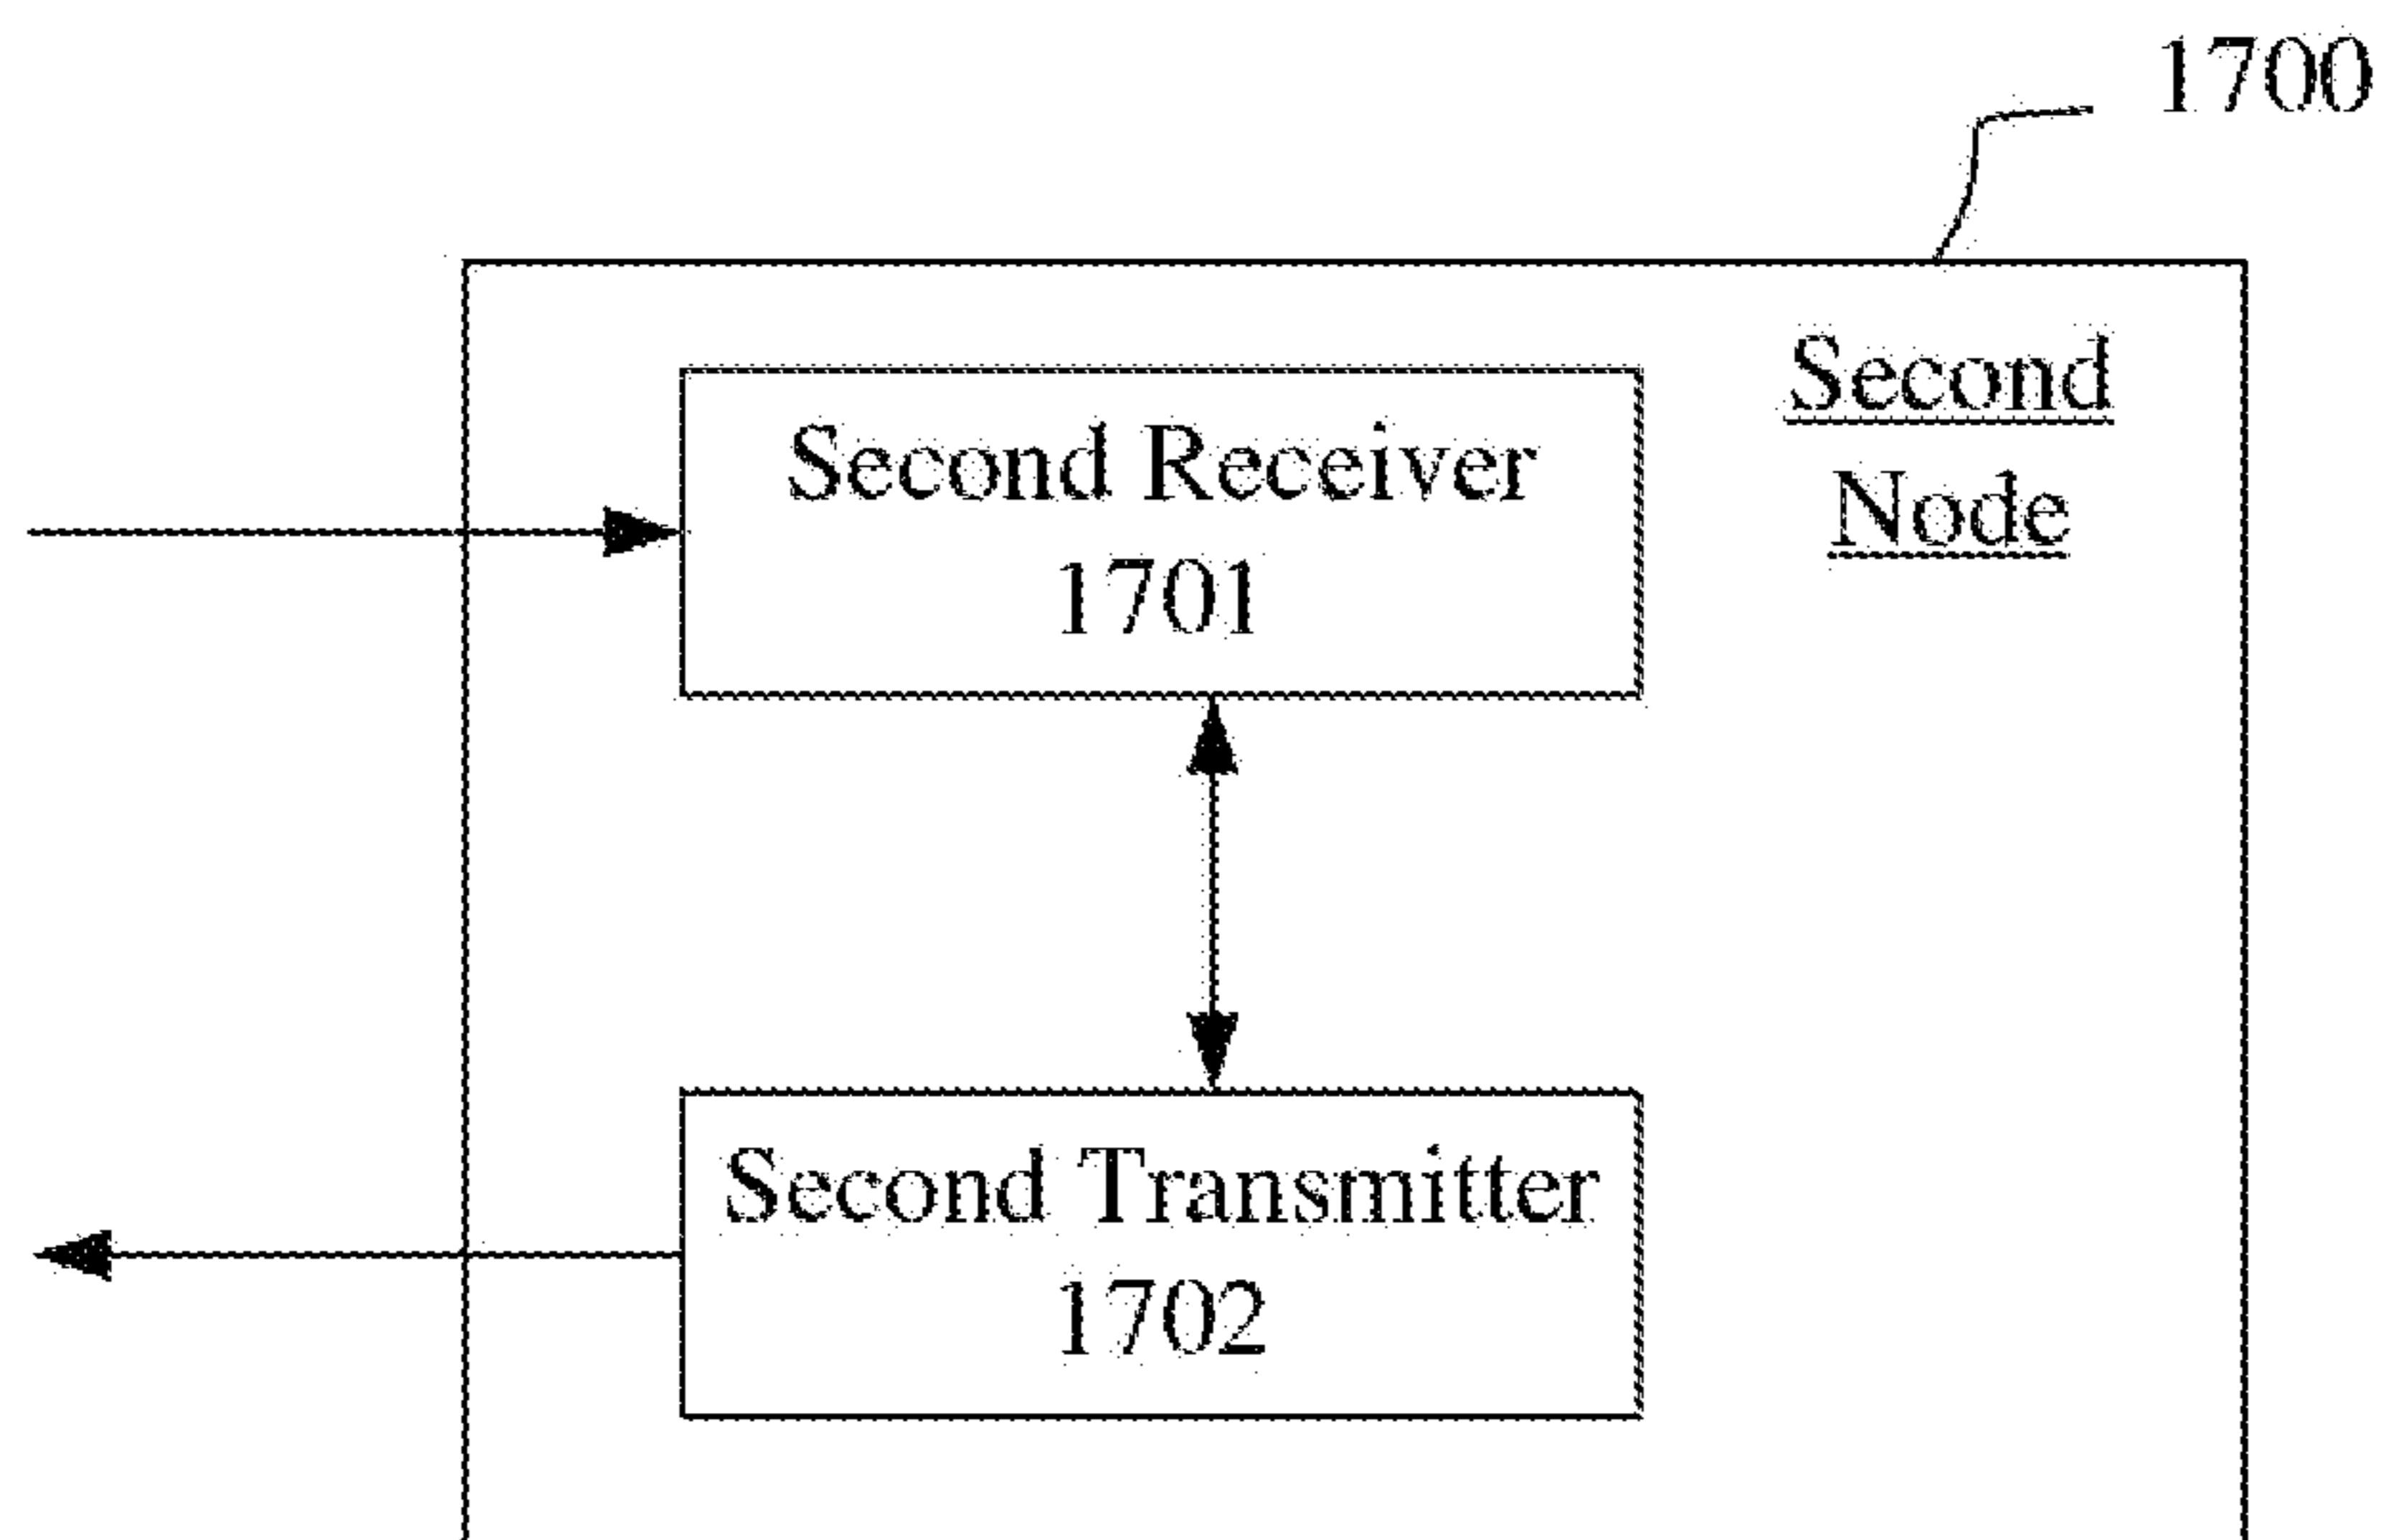 1700
Second
Node
Second Receiver
1701
Second Transmitter
1702